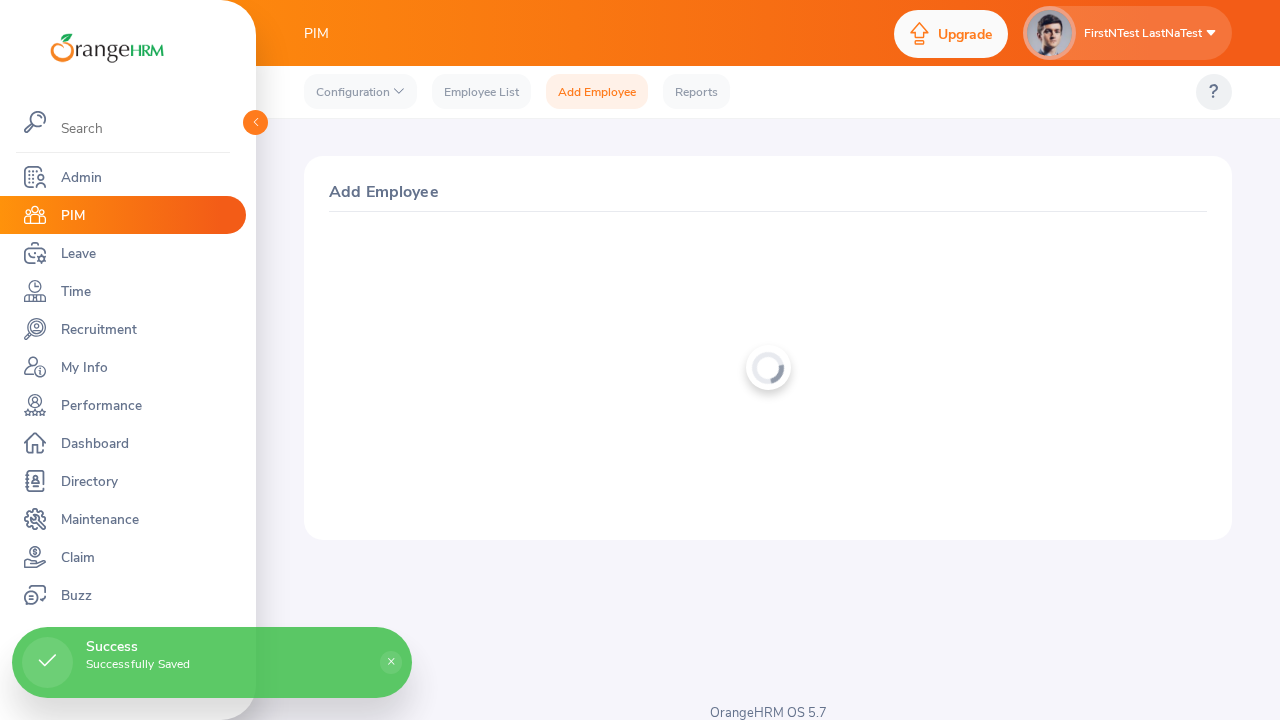 OrangeHRM
PIM
Upgrade
FirstNTest LastNaTest
Configuration
Employee List
Add Employee
Reports
?
Search
Admin
PIM
Leave
Time
Recruitment
My Info
Performance
Dashboard
Directory
Maintenance
Claim
Buzz
Add Employee
Success
Successfully Saved
×
OrangeHRM OS 5.7